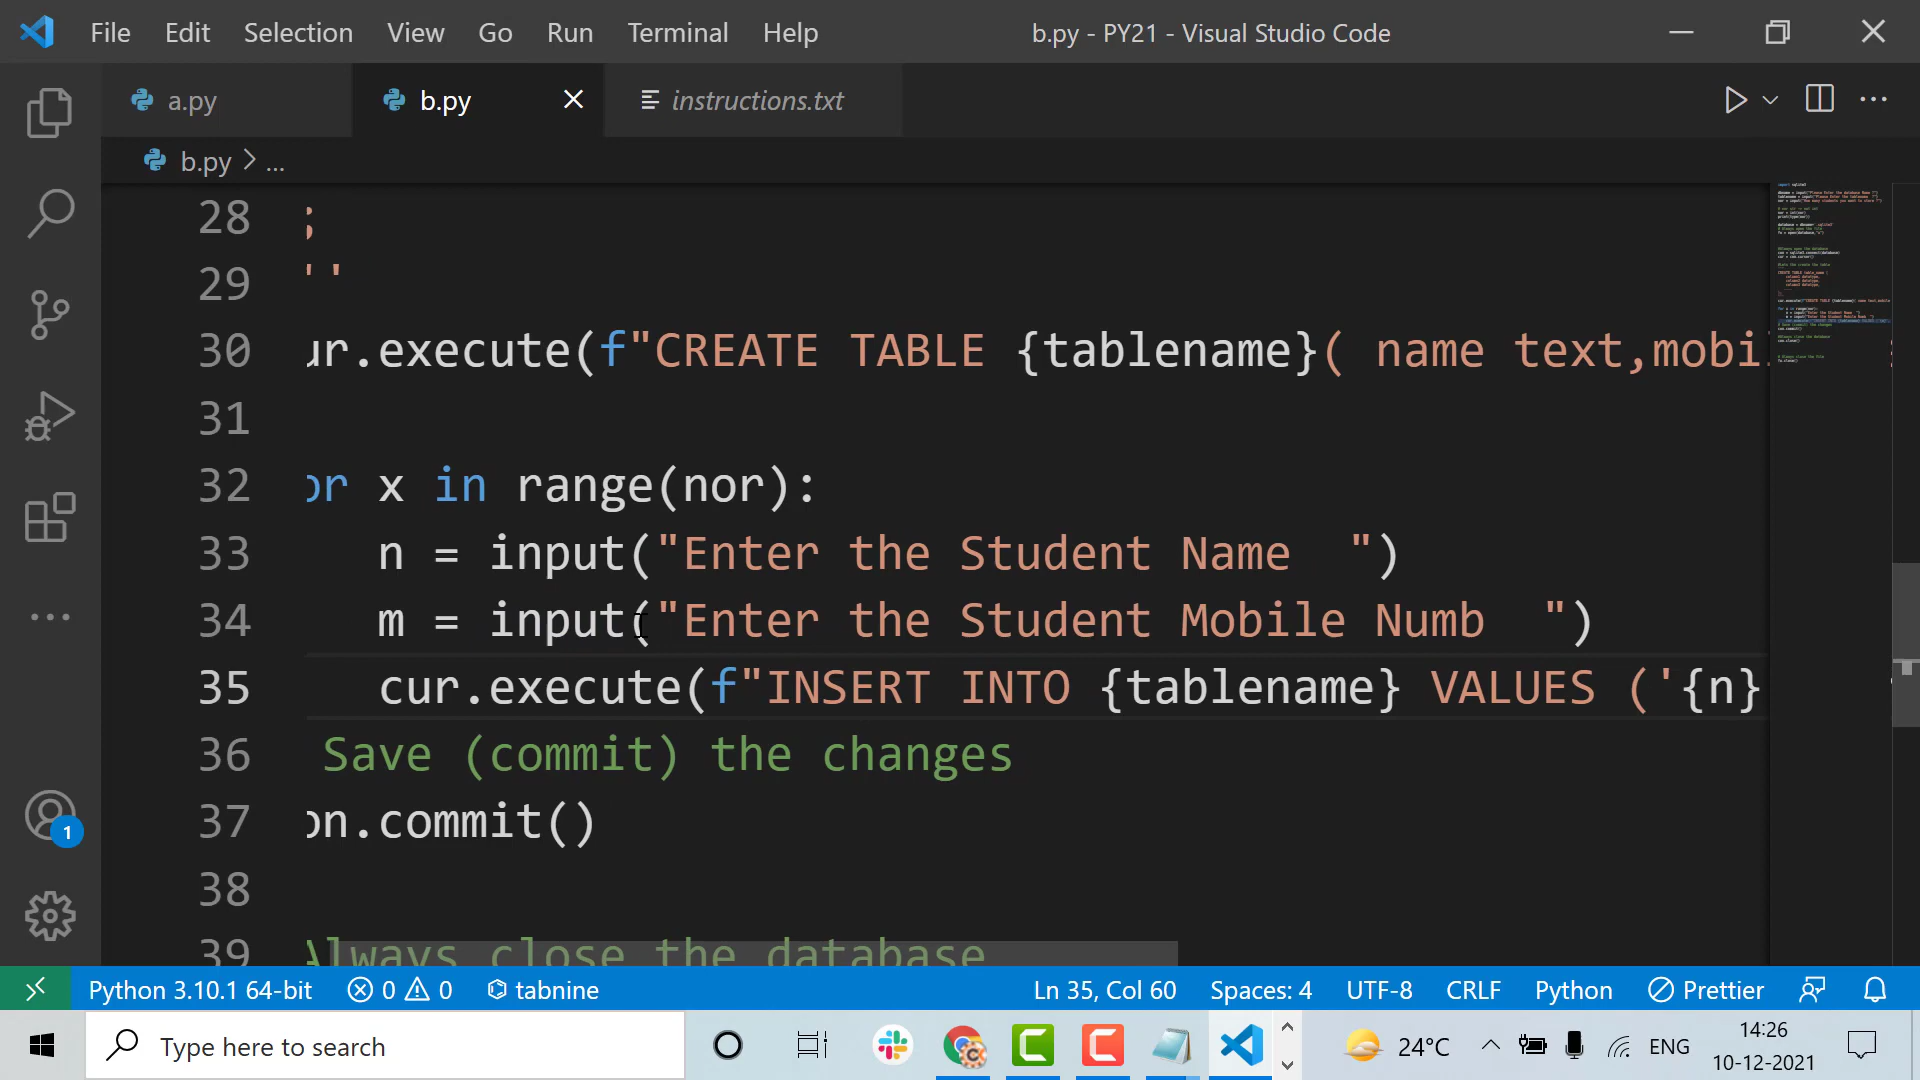 File Edit Selection View Go Run Terminal Help b.py - PY21 - Visual Studio Code
a.py b.py instructions.txt
b.py > ...
28 ;
29 ''
30 ur.execute(f"CREATE TABLE {tablename}( name text,mobi
31
32 or x in range(nor):
33 n = input("Enter the Student Name  ")
34 m = input("Enter the Student Mobile Numb  ")
35 cur.execute(f"INSERT INTO {tablename} VALUES ('{n}
36 Save (commit) the changes
37 on.commit()
38
39 Always close the database
1
Python 3.10.1 64-bit 0 0 tabnine Ln 35, Col 60 Spaces: 4 UTF-8 CRLF Python Prettier
Type here to search 24°C ENG 14:26
10-12-2021